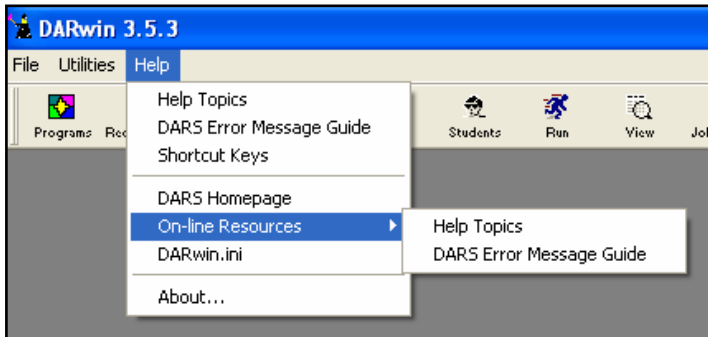 DARwin 3.5.3
File Utilities Help
Programs
Students Run View
Help Topics
DARS Error Message Guide
Shortcut Keys
DARS Homepage
On-line Resources
DARwin.ini
About...
Help Topics
DARS Error Message Guide